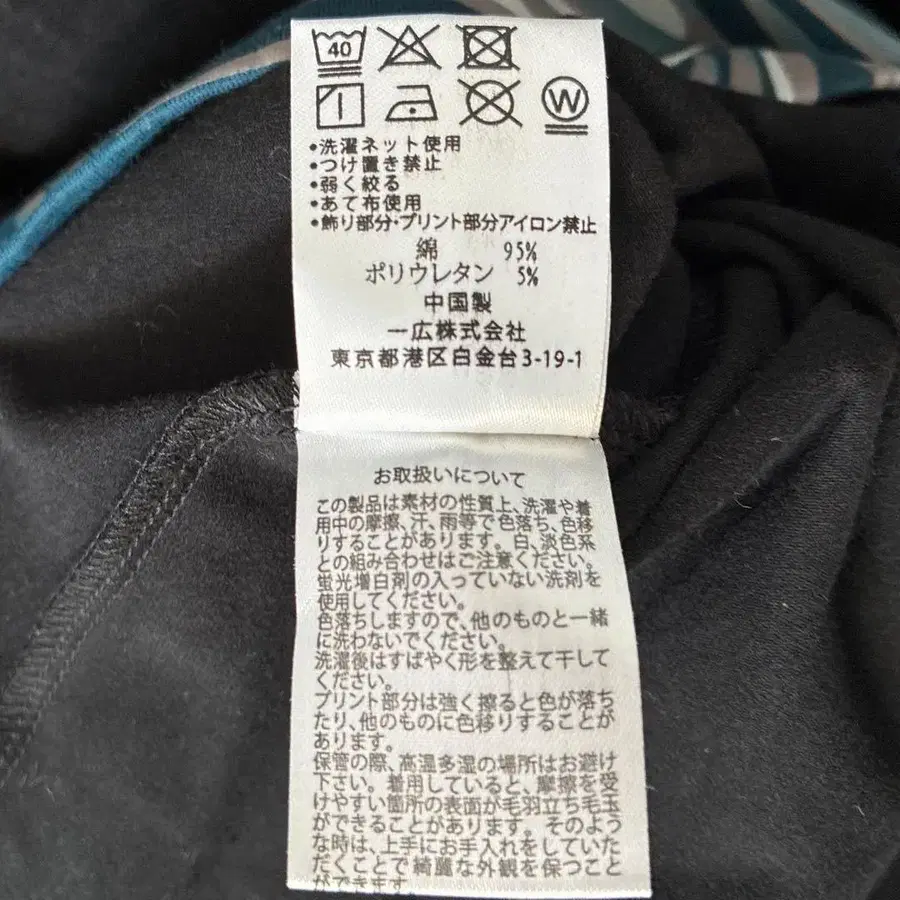 40
W
•洗濯ネット使用
•つけ置き禁止
•弱く絞る
•あて布使用
•飾り部分・プリント部分アイロン禁止
綿 95%
ポリウレタン 5%
中国製
一広株式会社
東京都港区白金台3-19-1
お取扱いについて
この製品は素材の性質上、洗濯や着
用中の摩擦、汗、雨等で色落ち、色移
りすることがあります。白、淡色系
との組み合わせはご注意ください。
蛍光増白剤の入っていない洗剤を
使用してください。
色落ちしますので、他のものと一緒
に洗わないでください。
洗濯後はすばやく形を整えて干して
ください。
プリント部分は強く擦ると色が落ち
たり、他のものに色移りすることが
あります。
保管の際、高温多湿の場所はお避け
下さい。着用していると、摩擦を受
けやすい箇所の表面が毛羽立ち毛玉
ができることがあります。そのよう
な時は、上手にお手入れをしていた
だくことで綺麗な外観を保つこと
ができます。